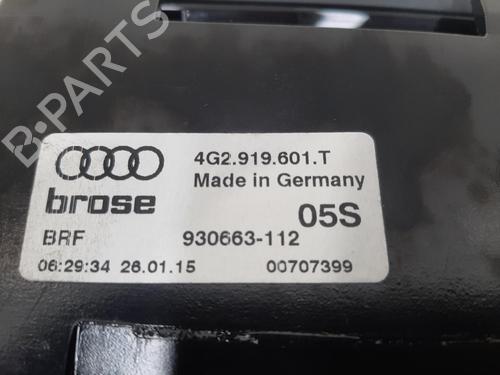 B-PARTS
4G2.919.601.T
Made in Germany
brose
05S
BRF 930663-112
06:29:34 26.01.15 00707399